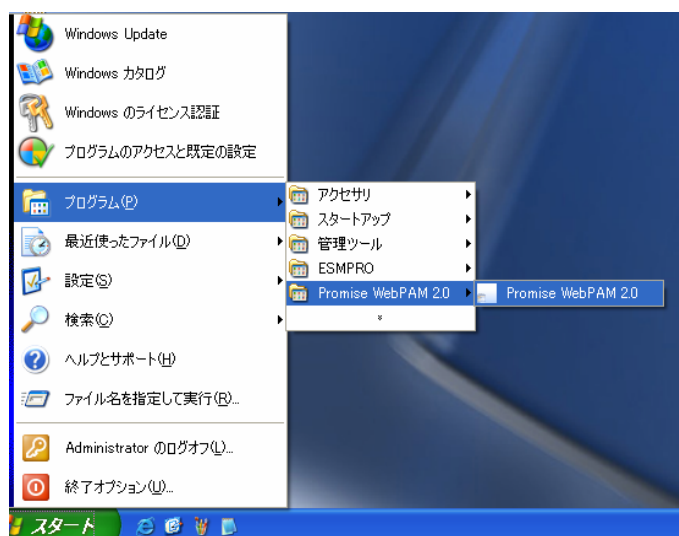 Windows Update
Windows カタログ
Windows のライセンス認証
プログラムのアクセスと既定の設定
プログラム(P)
最近使ったファイル(D)
設定(S)
検索(C)
ヘルプとサポート(H)
ファイル名を指定して実行(R)...
Administrator のログオフ(L)...
終了オプション(U)...
アクセサリ
スタートアップ
管理ツール
ESMPRO
Promise WebPAM 2.0
Promise WebPAM 2.0
スタート